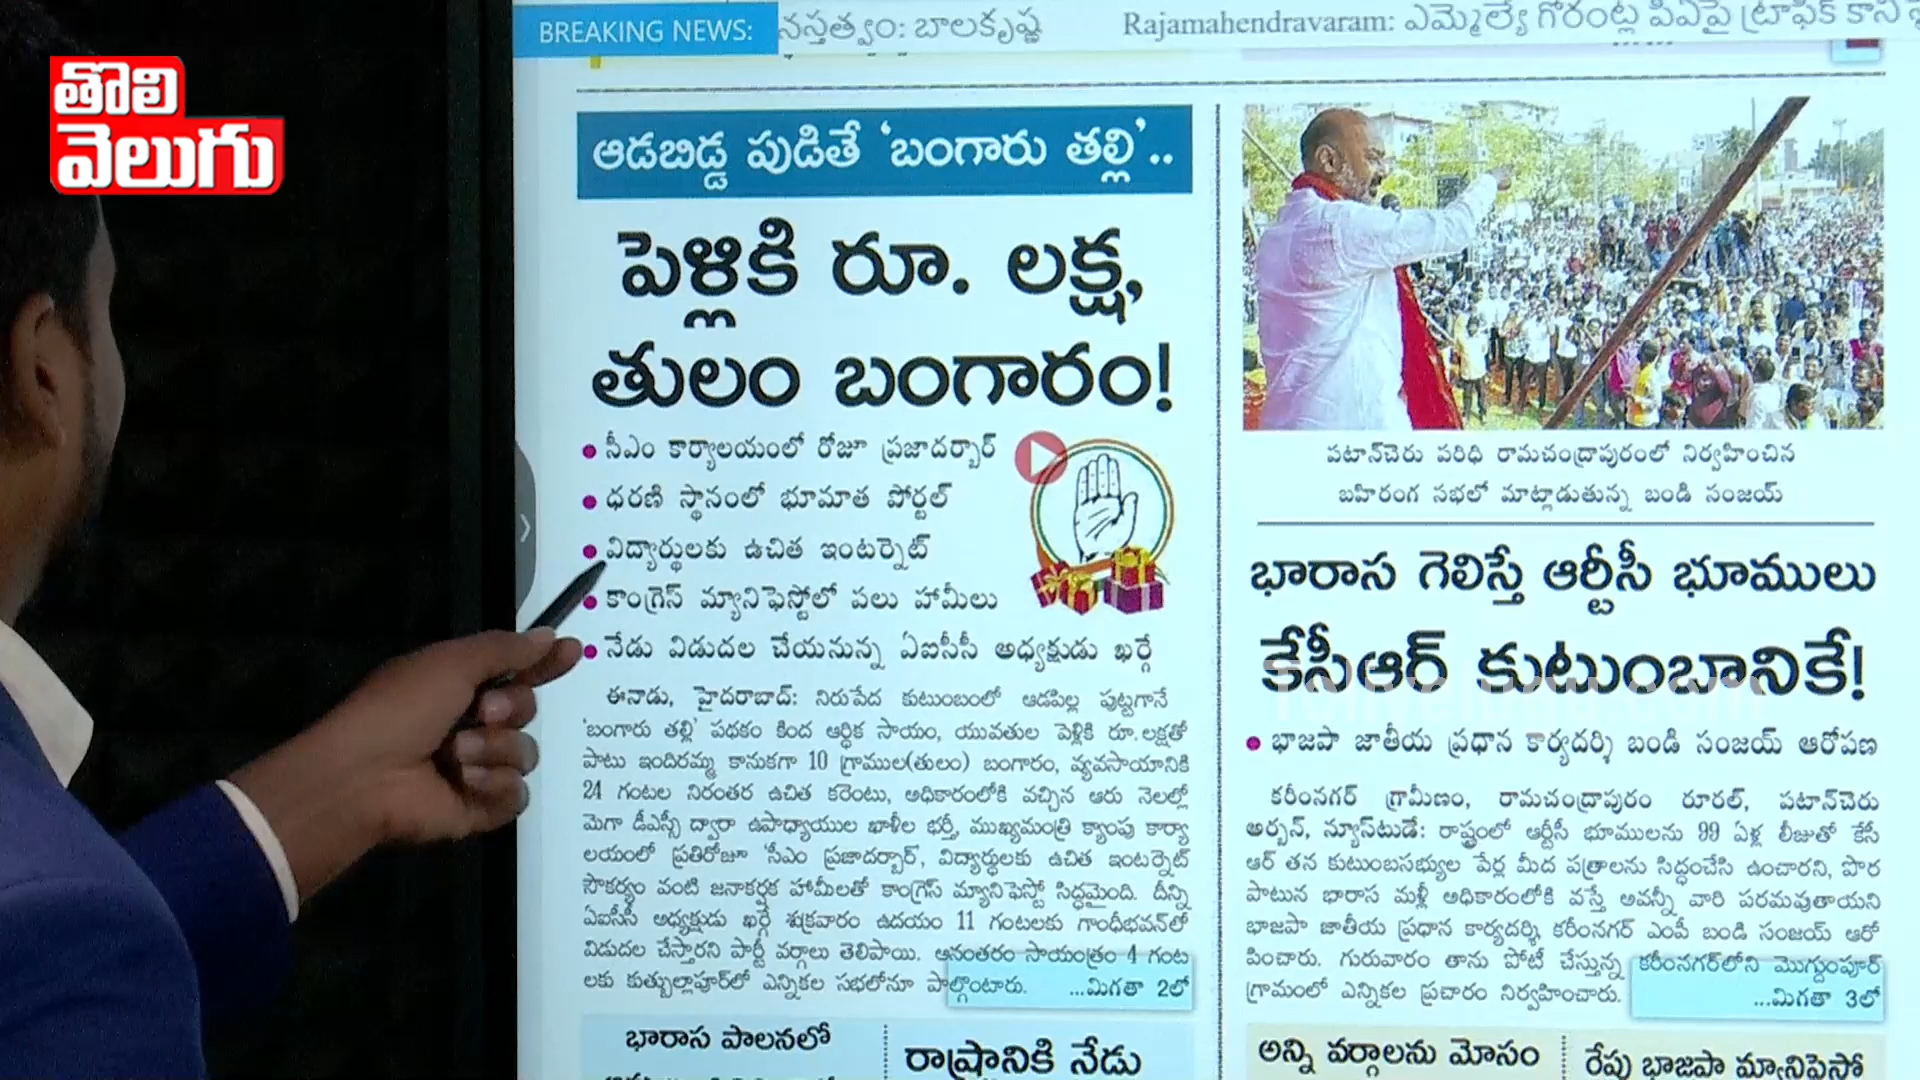 BREAKING NEWS: నస్తత్వం: బాలకృష్ణ Rajamahendravaram: ఎమ్మెల్యే గోరంట్ల పీఏపై ట్రాఫిక్
తొలి
వెలుగు
ఆడబిడ్డ పుడితే ‘బంగారు తల్లి’..
పెళ్లికి రూ. లక్ష,
తులం బంగారం!
• సీఎం కార్యాలయంలో రోజూ ప్రజాదర్బార్
• ధరణి స్థానంలో భూమాత పోర్టల్
• విద్యార్థులకు ఉచిత ఇంటర్నెట్
• కాంగ్రెస్ మ్యానిఫెస్టోలో పలు హామీలు
• నేడు విడుదల చేయనున్న ఏఐసీసీ అధ్యక్షుడు ఖర్గే
ఈనాడు, హైదరాబాద్: నిరుపేద కుటుంబంలో ఆడపిల్ల పుట్టగానే
‘బంగారు తల్లి’ పథకం కింద ఆర్థిక సాయం, యువతుల పెళ్లికి రూ.లక్షతో
పాటు ఇందిరమ్మ కానుకగా 10 గ్రాముల(తులం) బంగారం, వ్యవసాయానికి
24 గంటల నిరంతర ఉచిత కరెంటు, అధికారంలోకి వచ్చిన ఆరు నెలల్లో
మెగా డీఎస్సీ ద్వారా ఉపాధ్యాయుల ఖాళీల భర్తీ, ముఖ్యమంత్రి క్యాంపు కార్యా
లయంలో ప్రతిరోజూ ‘సీఎం ప్రజాదర్బార్’, విద్యార్థులకు ఉచిత ఇంటర్నెట్
సౌకర్యం వంటి జనాకర్షక హామీలతో కాంగ్రెస్ మ్యానిఫెస్టో సిద్ధమైంది. దీన్ని
ఏఐసీసీ అధ్యక్షుడు ఖర్గే శుక్రవారం ఉదయం 11 గంటలకు గాంధీభవన్‌లో
విడుదల చేస్తారని పార్టీ వర్గాలు తెలిపాయి. అనంతరం సాయంత్రం 4 గంట
లకు కుత్బుల్లాపూర్‌లో ఎన్నికల సభలోనూ పాల్గొంటారు. ...మిగతా 2లో
భారాస పాలనలో
రాష్ట్రానికి నేడు
పటాన్‌చెరు పరిధి రామచంద్రాపురంలో నిర్వహించిన
బహిరంగ సభలో మాట్లాడుతున్న బండి సంజయ్
భారాస గెలిస్తే ఆర్టీసీ భూములు
కేసీఆర్ కుటుంబానికే!
Tolivelugu.com
• భాజపా జాతీయ ప్రధాన కార్యదర్శి బండి సంజయ్ ఆరోపణ
కరీంనగర్ గ్రామీణం, రామచంద్రాపురం రూరల్, పటాన్‌చెరు
అర్బన్, న్యూస్‌టుడే: రాష్ట్రంలో ఆర్టీసీ భూములను 99 ఏళ్ల లీజుతో కేసీ
ఆర్ తన కుటుంబసభ్యుల పేర్ల మీద పత్రాలను సిద్ధంచేసి ఉంచారని, పొర
పాటున భారాస మళ్లీ అధికారంలోకి వస్తే అవన్నీ వారి పరమవుతాయని
భాజపా జాతీయ ప్రధాన కార్యదర్శి, కరీంనగర్ ఎంపీ బండి సంజయ్ ఆరో
పించారు. గురువారం తాను పోటీ చేస్తున్న కరీంనగర్‌లోని మొగ్దుంపూర్
గ్రామంలో ఎన్నికల ప్రచారం నిర్వహించారు. ...మిగతా 3లో
అన్ని వర్గాలను మోసం
రేపు భాజపా మ్యానిఫెస్టో